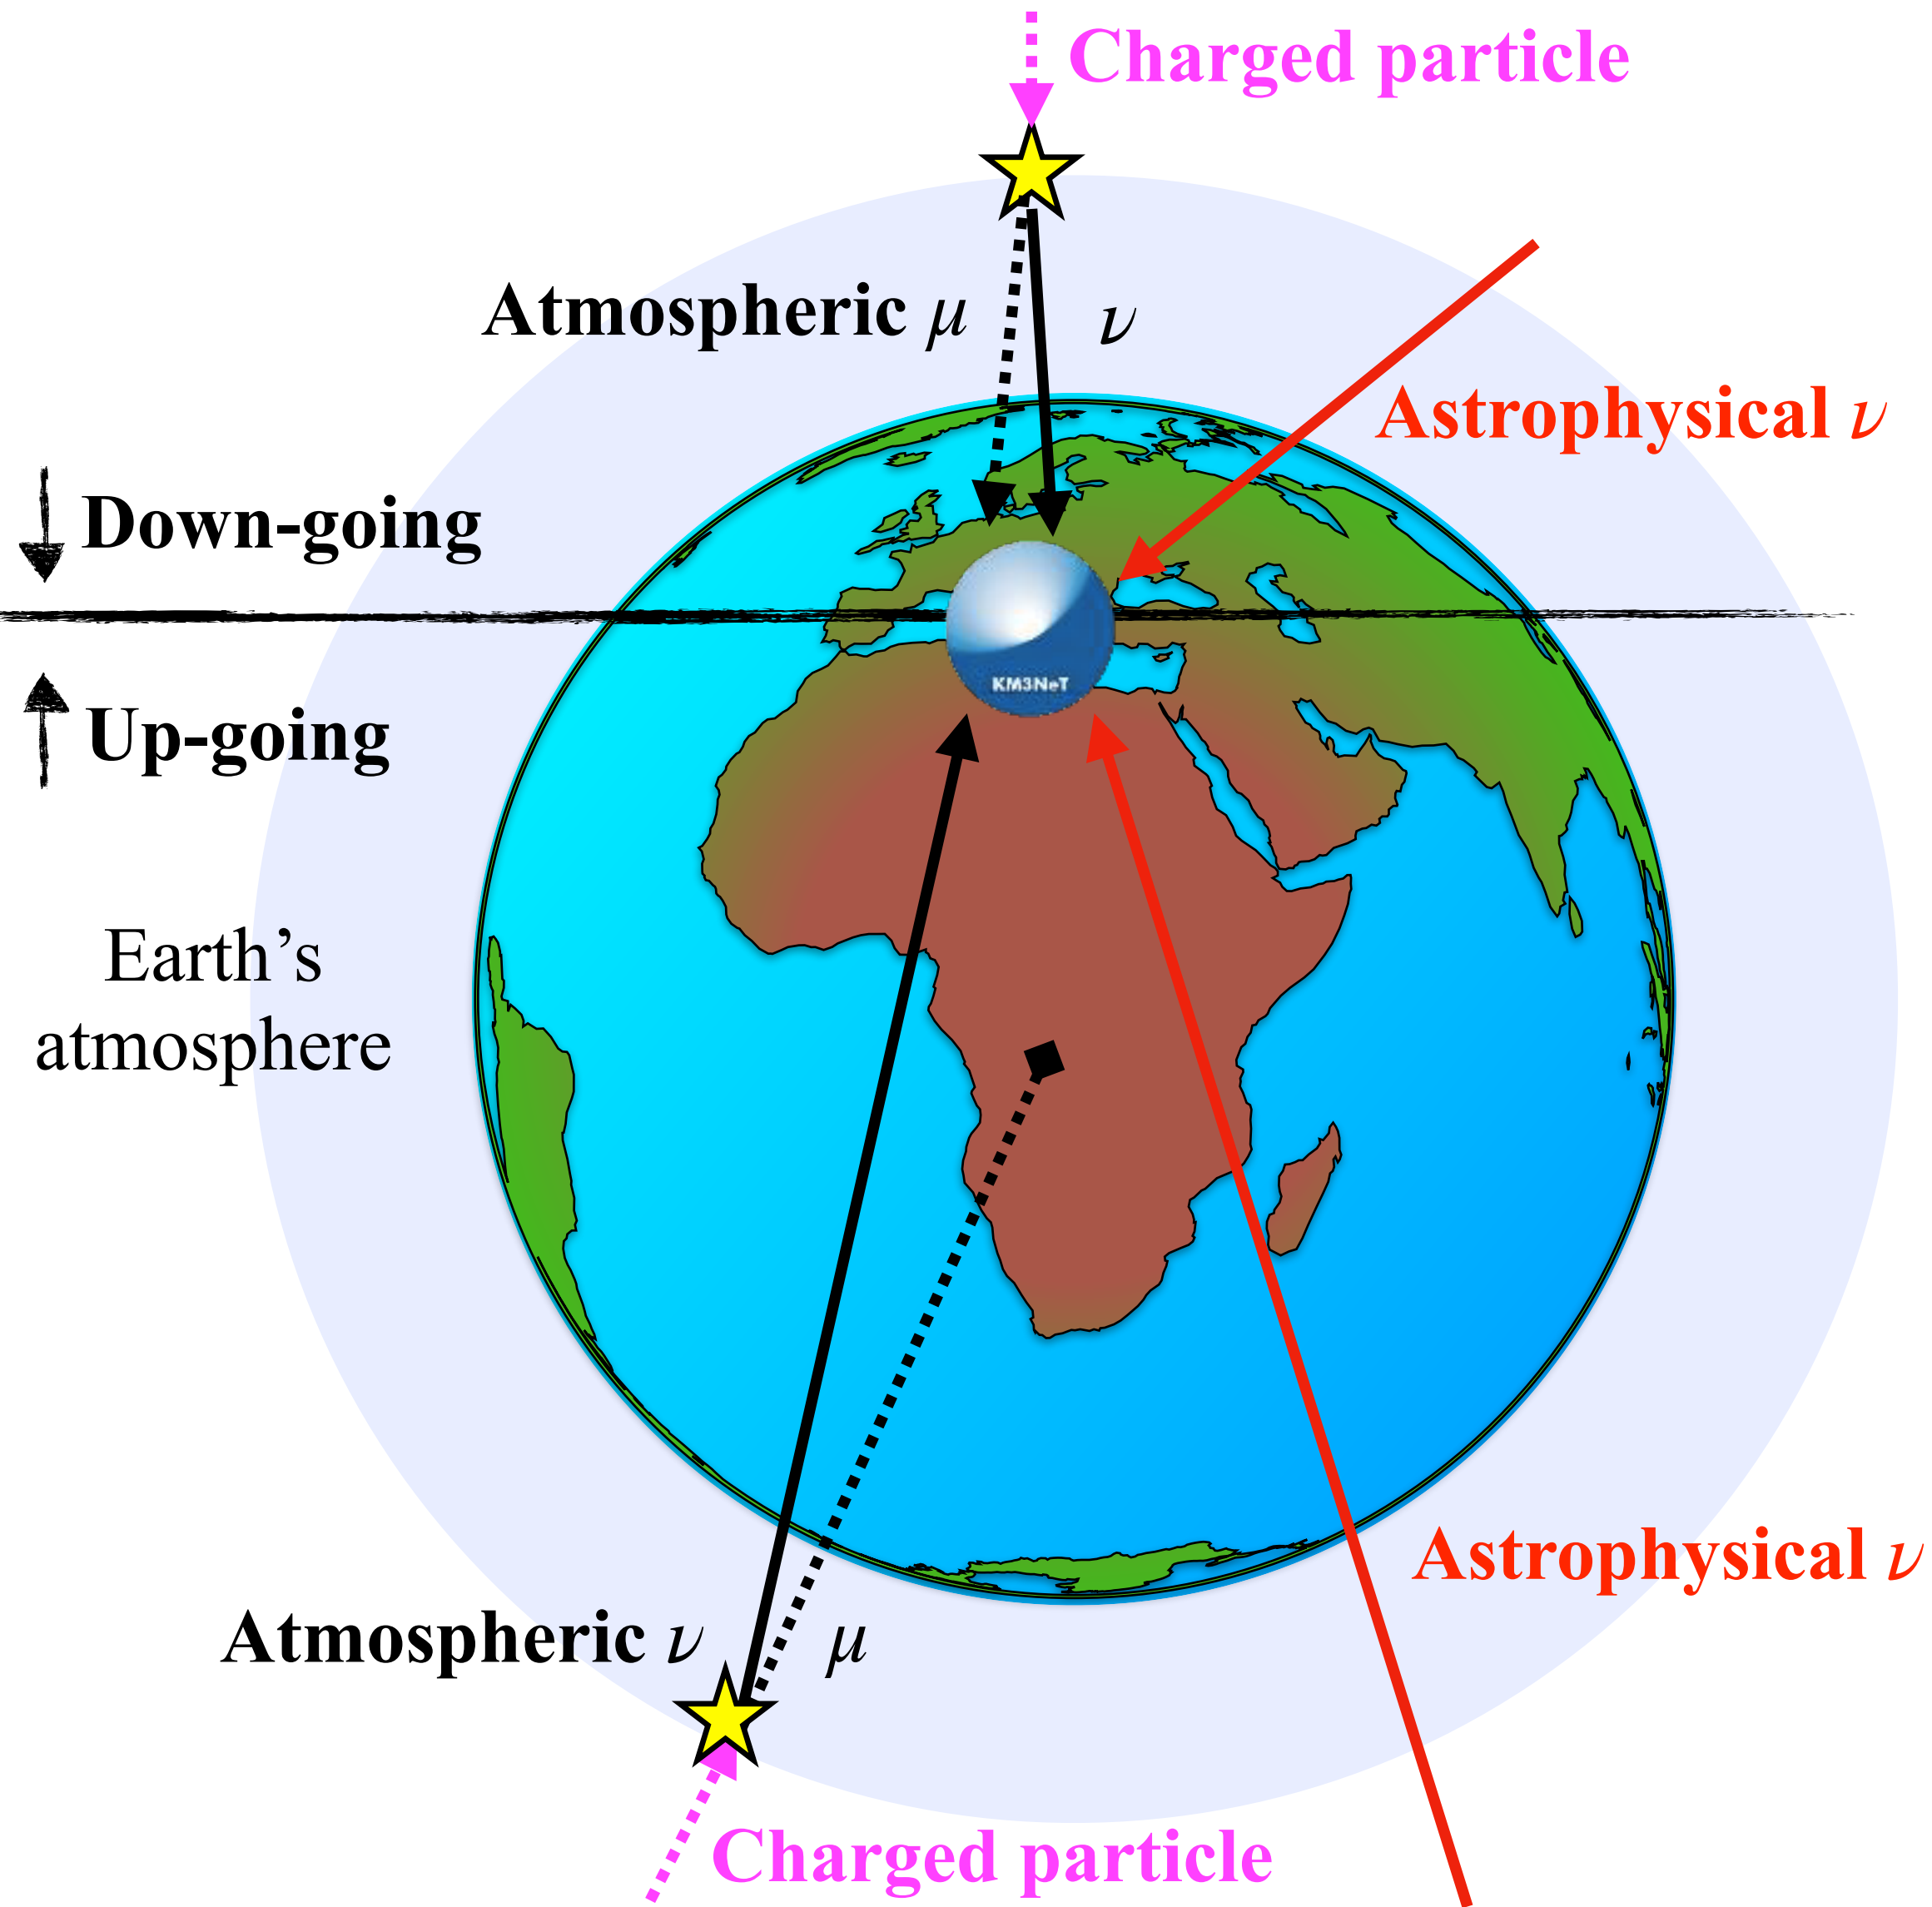 Charged particle
Atmospheric μ ν
Astrophysical ν
Down-going
KM3NeT
Up-going
Earth's
atmosphere
Astrophysical ν
Atmospheric ν μ
Charged particle